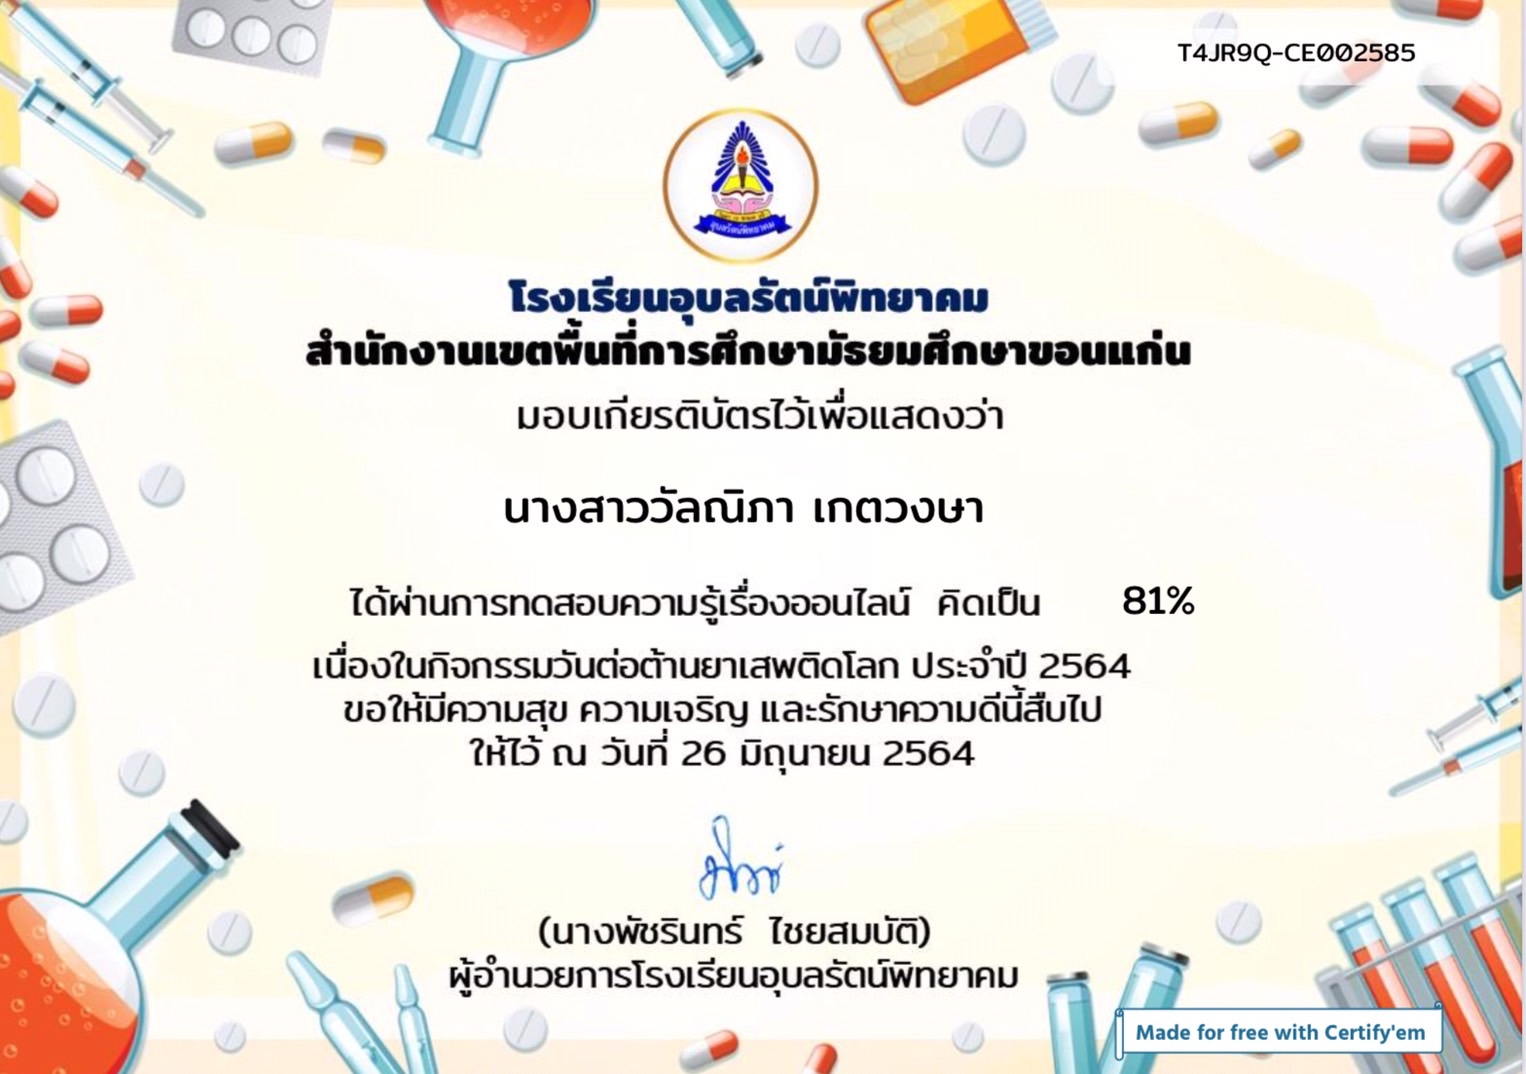 T4JR9Q-CE002585
อุบลรัตน์พิทยาคม
โรงเรียนอุบลรัตน์พิทยาคม
สำนักงานเขตพื้นที่การศึกษามัธยมศึกษาขอนแก่น
มอบเกียรติบัตรไว้เพื่อแสดงว่า
นางสาววัลณิภา เกตวงษา
ได้ผ่านการทดสอบความรู้เรื่องออนไลน์ คิดเป็น 81%
เนื่องในกิจกรรมวันต่อต้านยาเสพติดโลก ประจำปี 2564
ขอให้มีความสุข ความเจริญ และรักษาความดีนี้สืบไป
ให้ไว้ ณ วันที่ 26 มิถุนายน 2564
(นางพัชรินทร์ ไชยสมบัติ)
ผู้อำนวยการโรงเรียนอุบลรัตน์พิทยาคม
Made for free with Certify'em